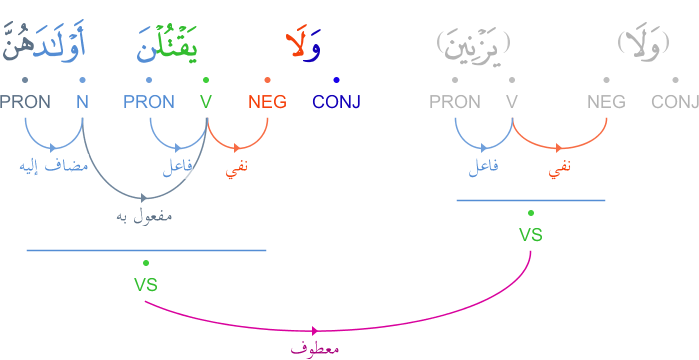 (وَلَا) (يَزْنِينَ) وَلَا يَقْتُلْنَ أَوْلَـٰدَهُنَّ
CONJ NEG V PRON CONJ NEG V PRON N PRON
نفي فاعل نفي فاعل مضاف إليه
مفعول به
VS
VS
معطوف